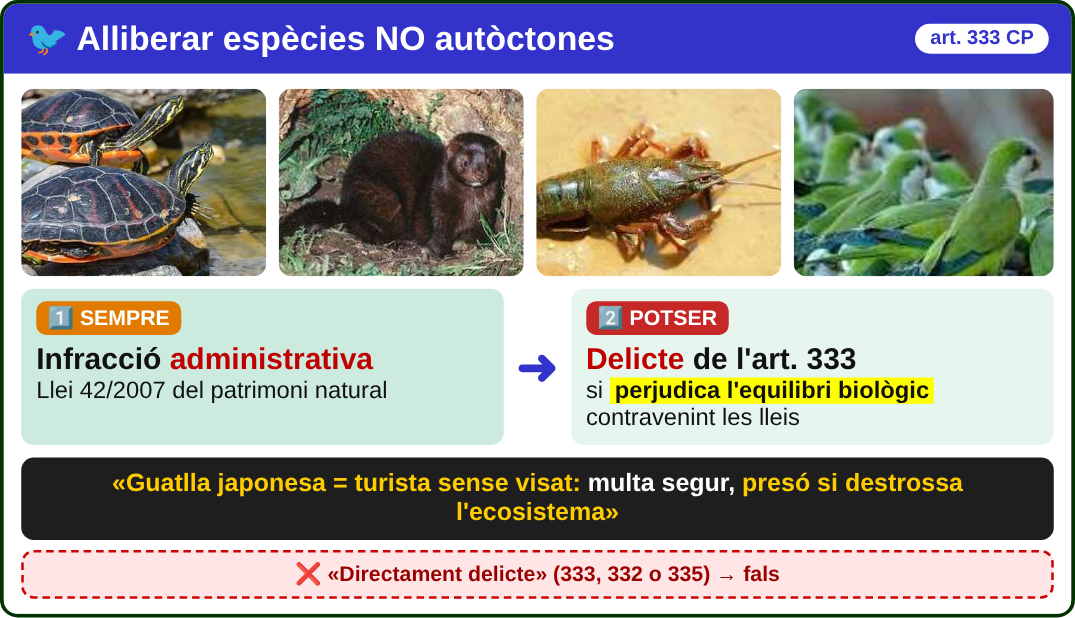 🐦 Alliberar espècies NO autòctones
art. 333 CP
1️⃣ SEMPRE
Infracció administrativa
Llei 42/2007 del patrimoni natural
➜
2️⃣ POTSER
Delicte de l'art. 333
si perjudica l'equilibri biològic
contravenint les lleis
«Guatlla japonesa = turista sense visat: multa segur, presó si destrossa
l'ecosistema»
❌ «Directament delicte» (333, 332 o 335) → fals